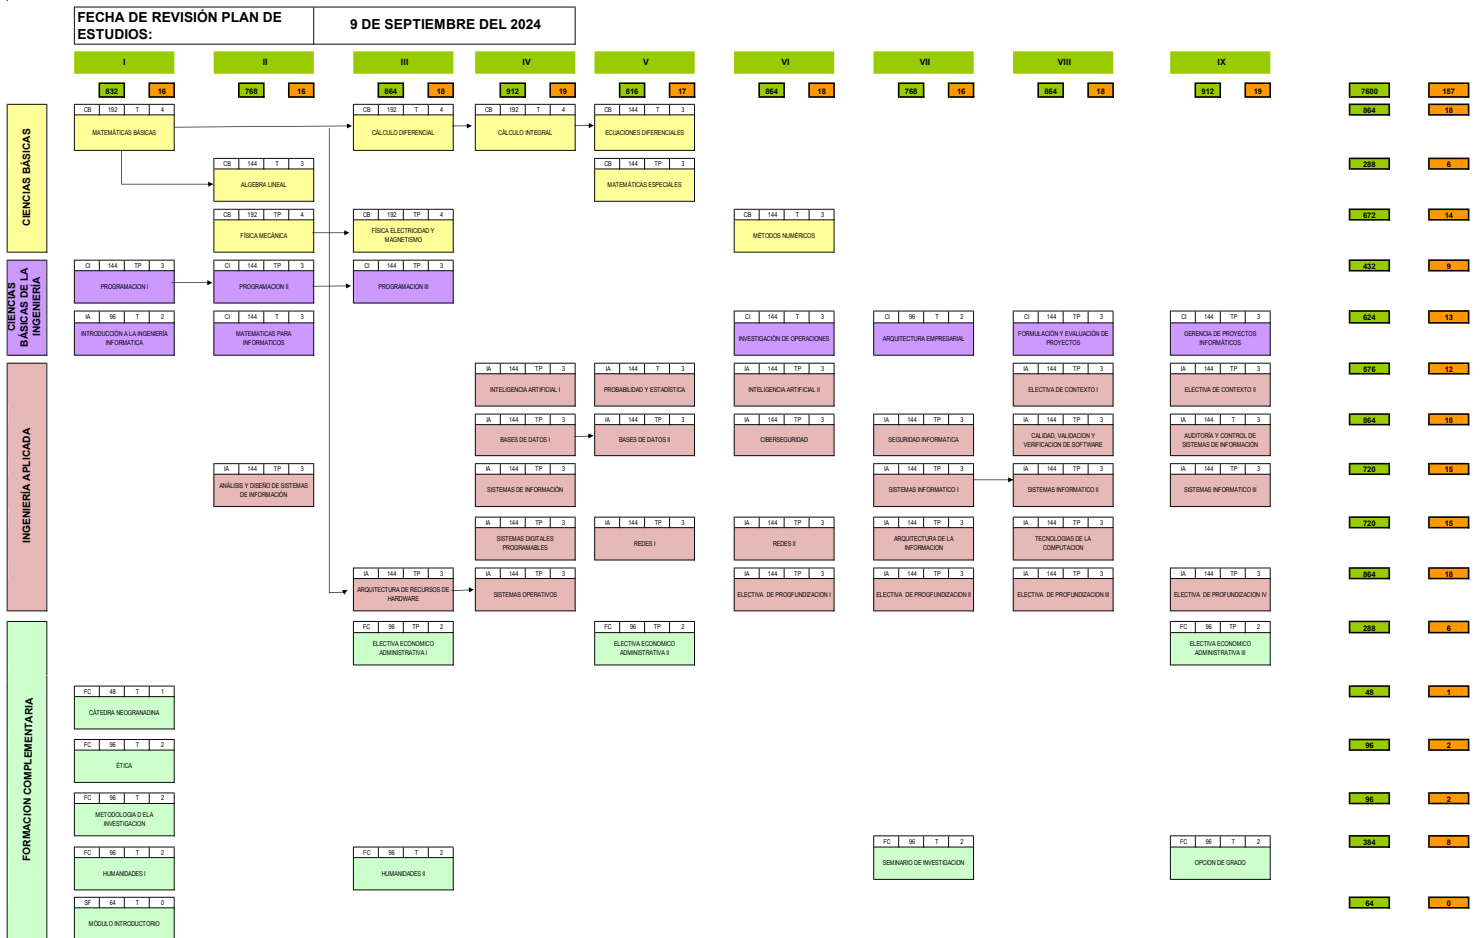 FECHA DE REVISIÓN PLAN DE
ESTUDIOS:
9 DE SEPTIEMBRE DEL 2024
I II III IV V VI VII VIII IX
832 16 768 16 864 18 912 19 816 17 864 18 768 16 864 18 912 19 7600 157
CIENCIAS BÁSICAS
CB 192 T 4 CB 192 T 4 CB 192 T 4 CB 144 T 3 864 18
MATEMÁTICAS BÁSICAS CÁLCULO DIFERENCIAL CÁLCULO INTEGRAL ECUACIONES DIFERENCIALES
CB 144 T 3 CB 144 TP 3 288 6
ALGEBRA LINEAL MATEMÁTICAS ESPECIALES
CB 192 TP 4 CB 192 TP 4 CB 144 T 3 672 14
FÍSICA MECÁNICA FÍSICA ELECTRICIDAD Y
MAGNETISMO MÉTODOS NUMÉRICOS
CIENCIAS
BÁSICAS DE LA
INGENIERÍA
CI 144 TP 3 CI 144 TP 3 CI 144 TP 3 432 9
PROGRAMACION I PROGRAMACION II PROGRAMACION III
IA 96 T 2 CI 144 T 3 CI 144 T 3 CI 96 T 2 CI 144 TP 3 CI 144 TP 3 624 13
INTRODUCCIÓN A LA INGENIERÍA
INFORMATICA
MATEMATICAS PARA
INFORMATICOS
INVESTIGACIÓN DE OPERACIONES
ARQUITECTURA EMPRESARIAL
FORMULACIÓN Y EVALUACIÓN DE
PROYECTOS
GERENCIA DE PROYECTOS
INFORMÁTICOS
INGENIERÍA APLICADA
IA 144 TP 3 IA 144 T 3 IA 144 TP 3 IA 144 TP 3 IA 144 TP 3 576 12
INTELIGENCIA ARTIFICIAL I PROBABILIDAD Y ESTADÍSTICA INTELIGENCIA ARTIFICIAL II ELECTIVA DE CONTEXTO I ELECTIVA DE CONTEXTO II
IA 144 TP 3 IA 144 TP 3 IA 144 TP 3 IA 144 TP 3 IA 144 TP 3 IA 144 T 3 864 18
BASES DE DATOS I BASES DE DATOS II CIBERSEGURIDAD SEGURIDAD INFORMATICA
CALIDAD, VALIDACION Y
VERIFICACION DE SOFTWARE
AUDITORÍA Y CONTROL DE
SISTEMAS DE INFORMACIÓN
IA 144 TP 3 IA 144 TP 3 IA 144 TP 3 IA 144 TP 3 IA 144 TP 3 720 15
ANÁLISIS Y DISEÑO DE SISTEMAS
DE INFORMACIÓN
SISTEMAS DE INFORMACIÓN SISTEMAS INFORMATICO I SISTEMAS INFORMATICO II SISTEMAS INFORMATICO III
IA 144 TP 3 IA 144 TP 3 IA 144 TP 3 IA 144 TP 3 IA 144 TP 3 720 15
SISTEMAS DIGITALES
PROGRAMABLES
REDES I REDES II
ARQUITECTURA DE LA
INFORMACION
TECNOLOGIAS DE LA
COMPUTACION
IA 144 TP 3 IA 144 TP 3 IA 144 TP 3 IA 144 TP 3 IA 144 TP 3 IA 144 TP 3 864 18
ARQUITECTURA DE RECURSOS DE
HARDWARE
SISTEMAS OPERATIVOS ELECTIVA DE PROGFUNDIZACION I ELECTIVA DE PROGFUNDIZACION II ELECTIVA DE PROFUNDIZACION III ELECTIVA DE PROFUNDIZACION IV
FORMACION COMPLEMENTARIA
FC 96 TP 2 FC 96 TP 2 FC 96 TP 2 288 6
ELECTIVA ECONOMICO
ADMINISTRATIVA I
ELECTIVA ECONOMICO
ADMINISTRATIVA II
ELECTIVA ECONOMICO
ADMINISTRATIVA III
FC 48 T 1 48 1
CÁTEDRA NEOGRANADINA
FC 96 T 2 96 2
ÉTICA
FC 96 T 2 96 2
METODOLOGIA D ELA
INVESTIGACION
FC 96 T 2 FC 96 T 2 FC 96 T 2 FC 96 T 2 384 8
HUMANIDADES I HUMANIDADES II SEMINARIO DE INVESTIGACION OPCION DE GRADO
SF 64 T 0 64 0
MÓDULO INTRODUCTORIO